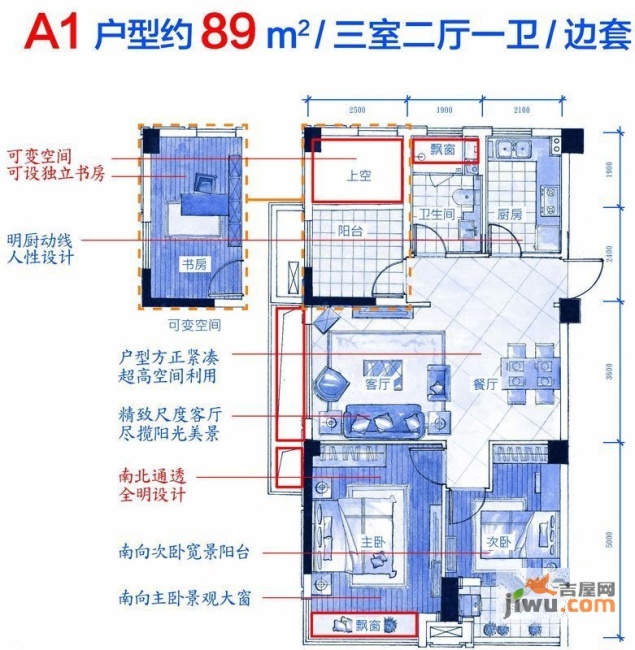 A1 户型约 89 m²/三室二厅一卫/边套
2500 1900 2100
可变空间
可设独立书房
上空
飘窗
1900
卫生间
厨房
阳台
明厨动线
人性设计
书房
2400
可变空间
户型方正紧凑
超高空间利用
客厅
餐厅
3600
精致尺度客厅
尽揽阳光美景
南北通透
全明设计
主卧
次卧
5000
南向次卧宽景阳台
南向主卧景观大窗
飘窗
吉屋网
jiwu.com